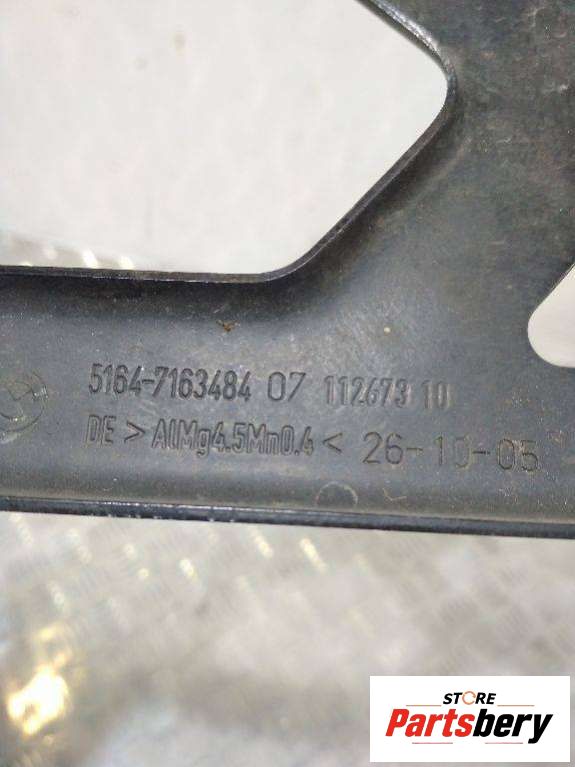 5164-7163484 07 112673 10
DE >AlMg4.5Mn0.4< 26-10-05
STORE
Partsbery